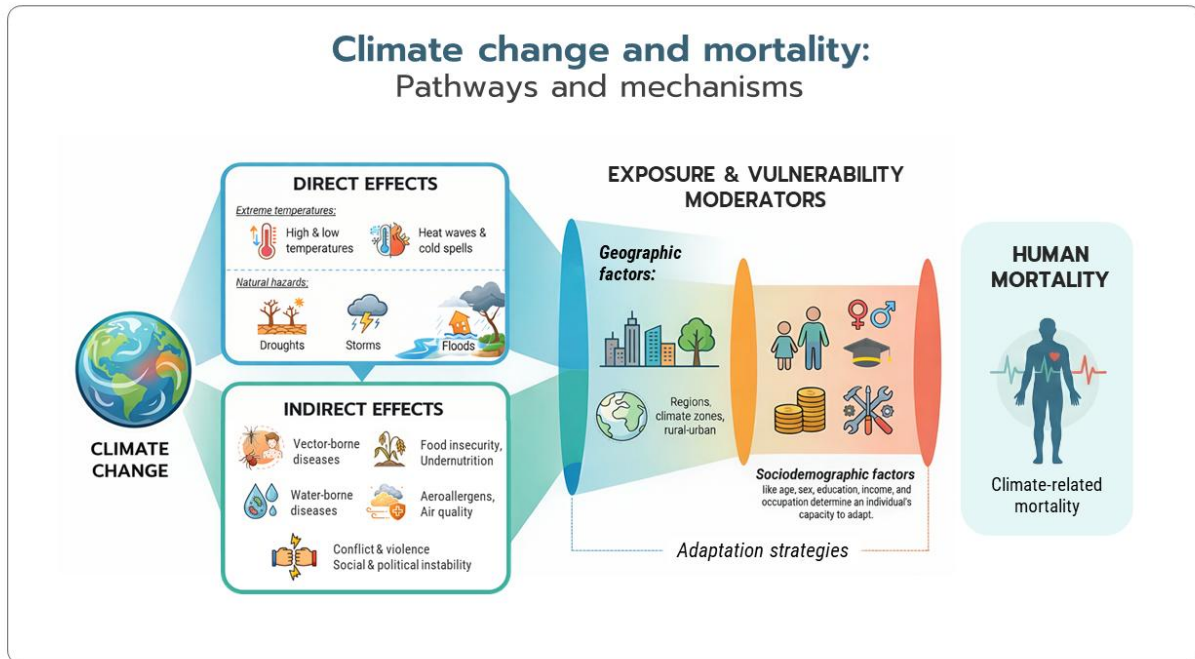 Climate change and mortality:
Pathways and mechanisms
CLIMATE
CHANGE
DIRECT EFFECTS
Extreme temperatures:
High & low
temperatures
Heat waves &
cold spells
Natural hazards:
Droughts
Storms
Floods
INDIRECT EFFECTS
Vector-borne
diseases
Food insecurity,
Undernutrition
Water-borne
diseases
Aeroallergens,
Air quality
Conflict & violence
Social & political instability
EXPOSURE & VULNERABILITY
MODERATORS
Geographic
factors:
Regions,
climate zones,
rural-urban
Sociodemographic factors
like age, sex, education, income, and
occupation determine an individual's
capacity to adapt.
Adaptation strategies
HUMAN
MORTALITY
Climate-related
mortality